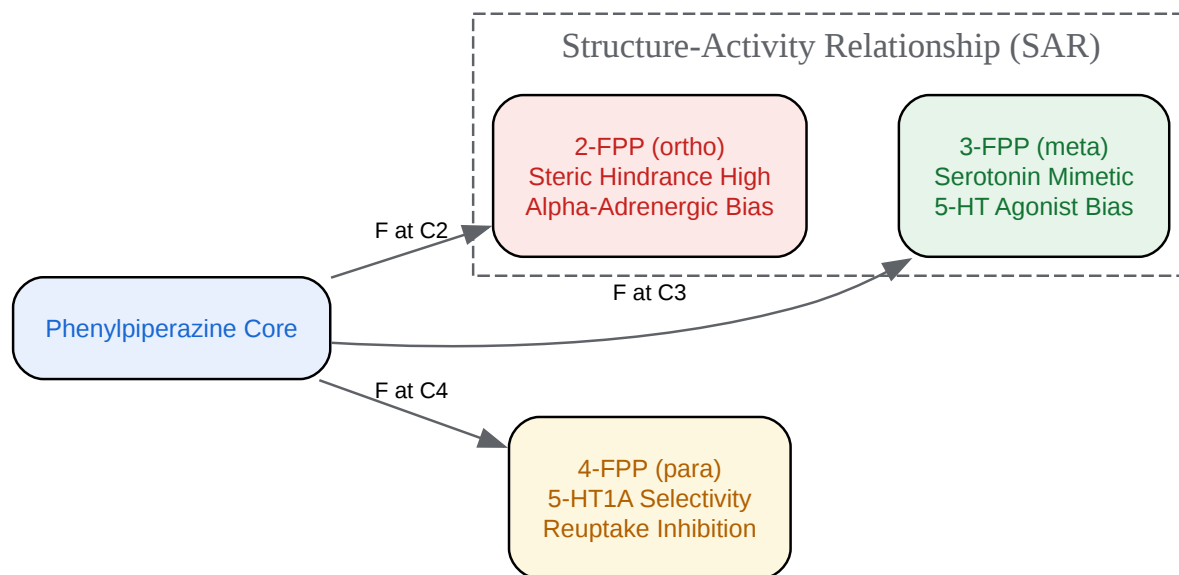 Structure-Activity Relationship (SAR)
2-FPP (ortho)
Steric Hindrance High
Alpha-Adrenergic Bias
3-FPP (meta)
Serotonin Mimetic
5-HT Agonist Bias
F at C2
F at C3
Phenylpiperazine Core
F at C4
4-FPP (para)
5-HT1A Selectivity
Reuptake Inhibition